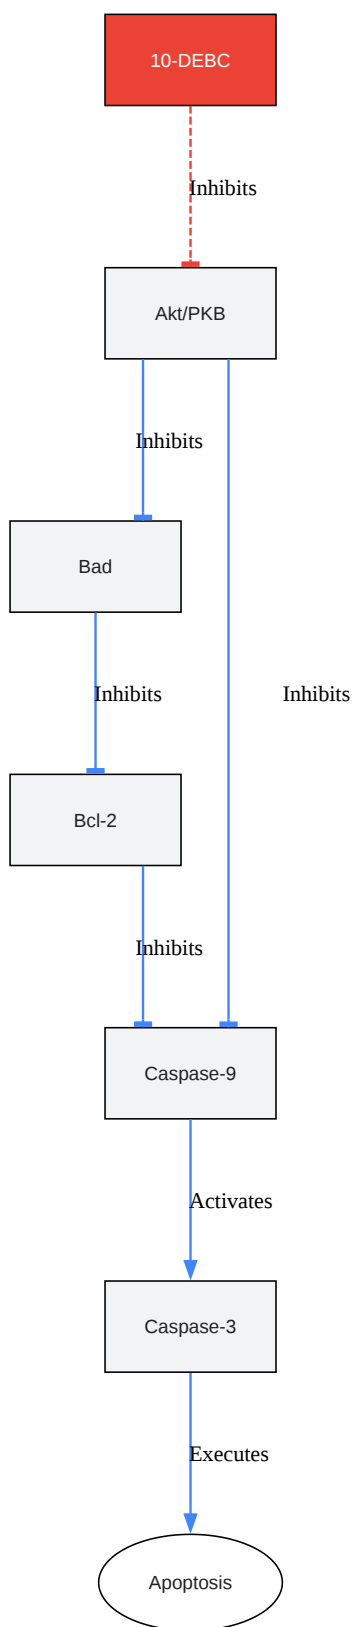 10-DEBC
Inhibits
Akt/PKB
Inhibits
Bad
Inhibits
Inhibits
Bcl-2
Inhibits
Caspase-9
Activates
Caspase-3
Executes
Apoptosis